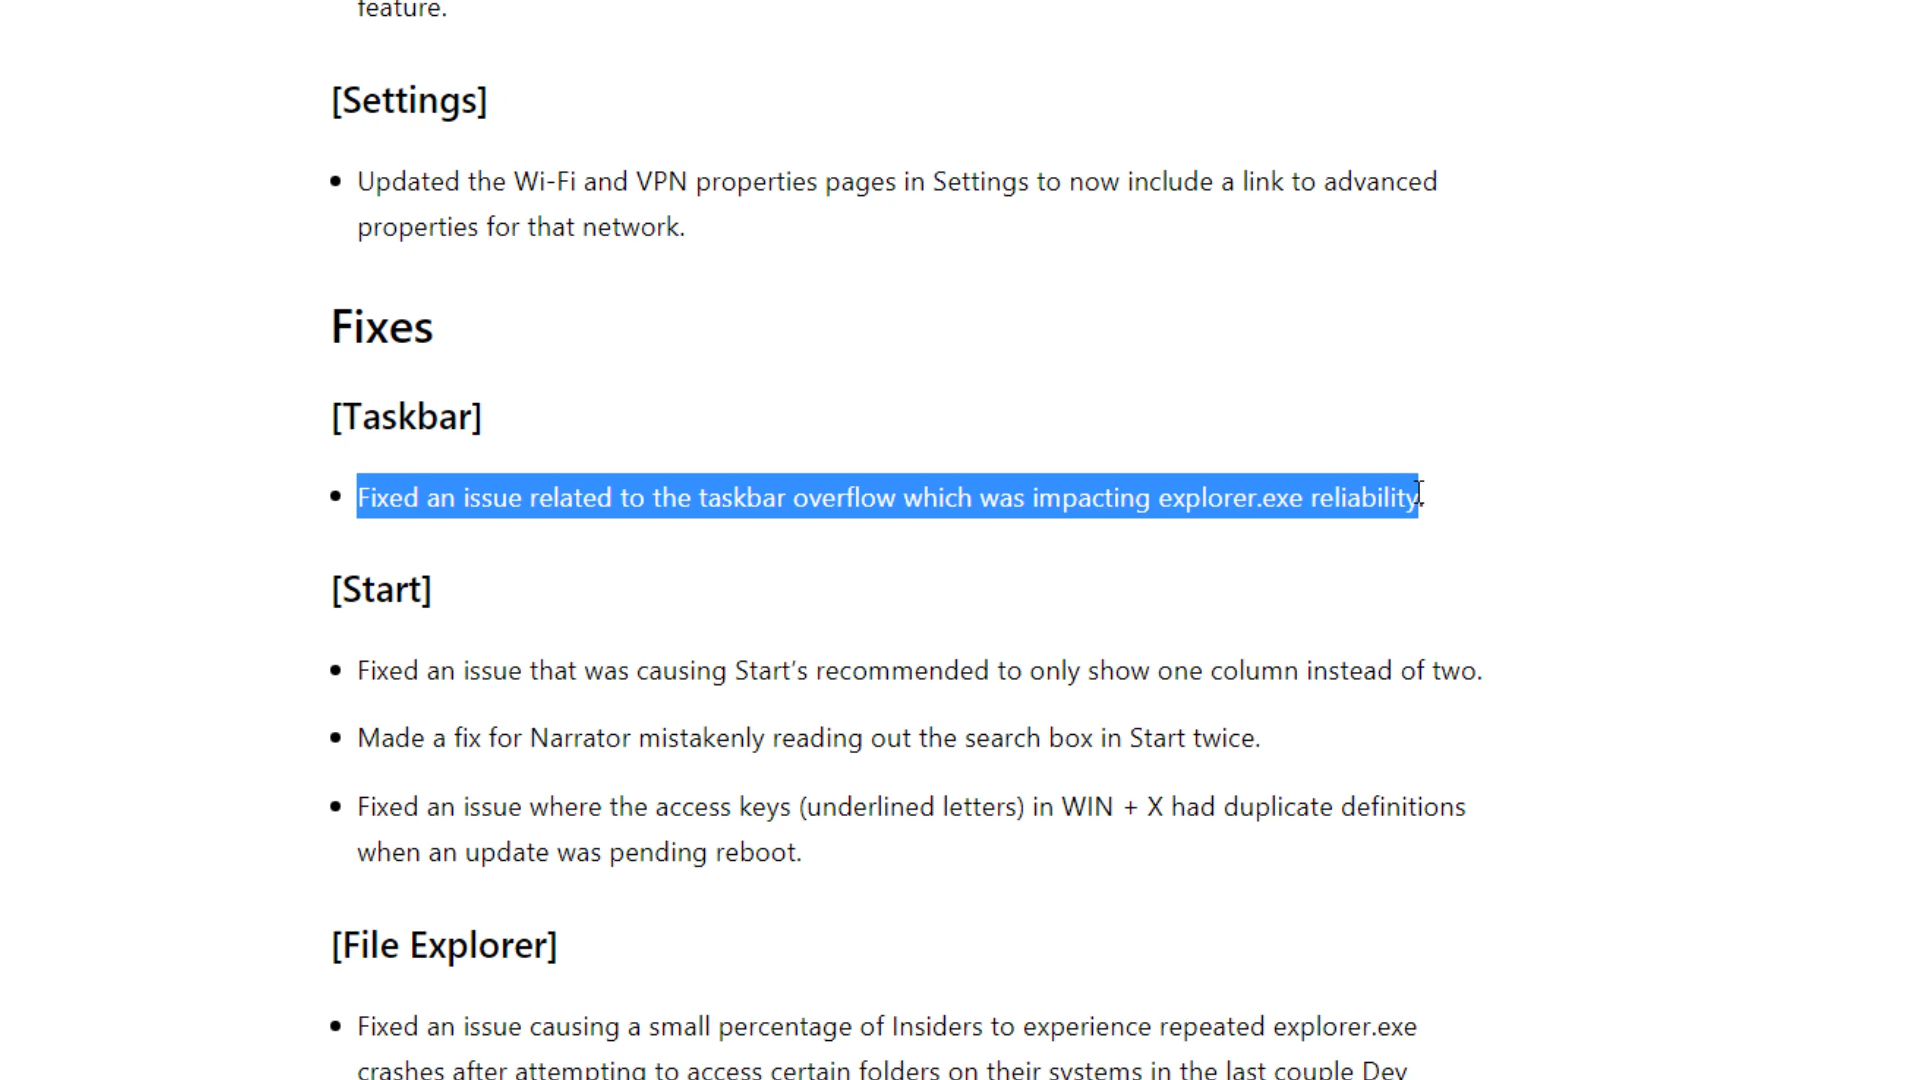 feature.
[Settings]
• Updated the Wi-Fi and VPN properties pages in Settings to now include a link to advanced
properties for that network.
Fixes
[Taskbar]
• Fixed an issue related to the taskbar overflow which was impacting explorer.exe reliability.
[Start]
• Fixed an issue that was causing Start’s recommended to only show one column instead of two.
• Made a fix for Narrator mistakenly reading out the search box in Start twice.
• Fixed an issue where the access keys (underlined letters) in WIN + X had duplicate definitions
when an update was pending reboot.
[File Explorer]
• Fixed an issue causing a small percentage of Insiders to experience repeated explorer.exe
crashes after attempting to access certain folders on their systems in the last couple Dev